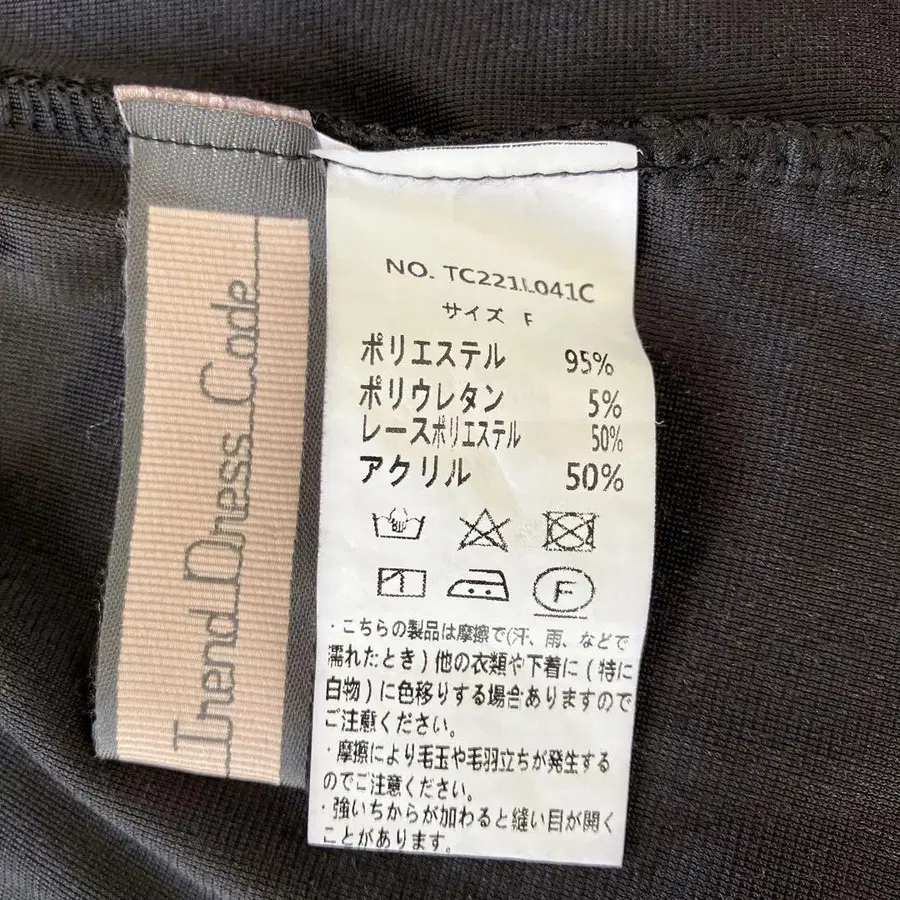 Trend Dress Code
NO. TC221L041C
サイズ F
ポリエステル 95%
ポリウレタン 5%
レースポリエステル 50%
アクリル 50%
F
・こちらの製品は摩擦で(汗、雨、などで
濡れたとき)他の衣類や下着に(特に
白物)に色移りする場合ありますので
ご注意ください。
・摩擦により毛玉や毛羽立ちが発生する
のでご注意ください。
・強いちからが加わると縫い目が開く
ことがあります。